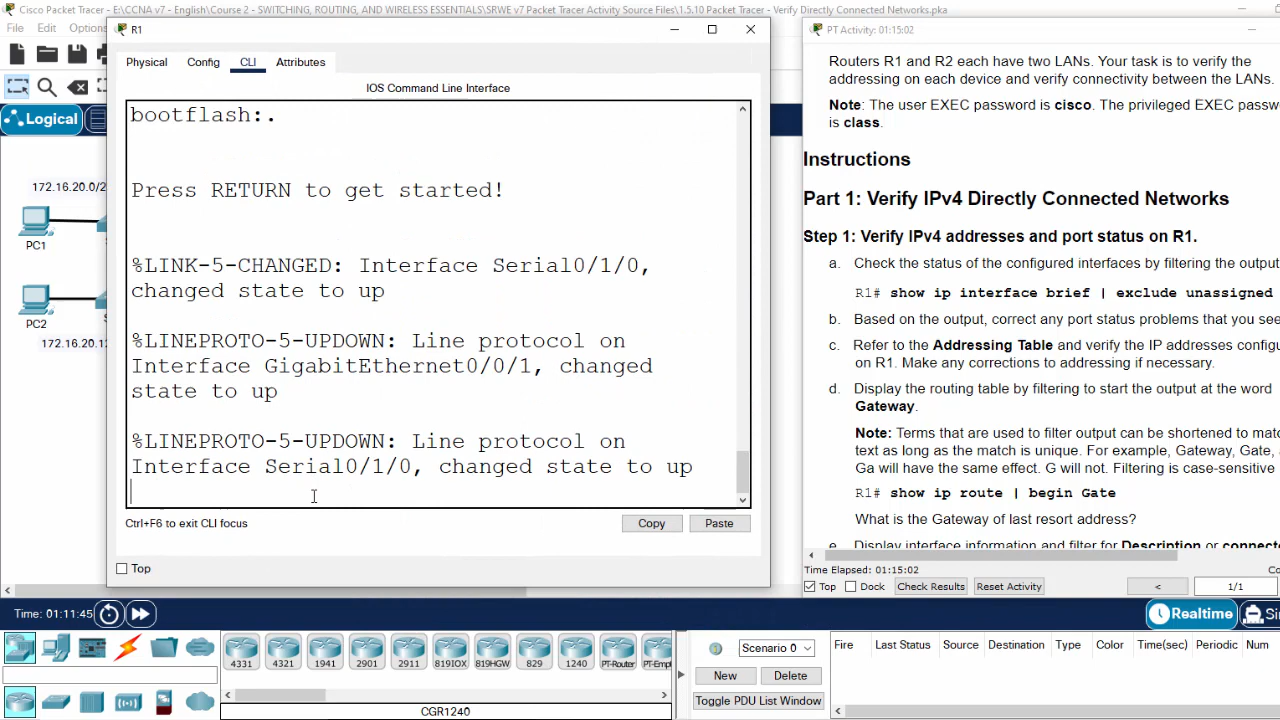 Cisco Packet Tracer - E:\CCNA v7 - English\Course 2 - SWITCHING, ROUTING, AND WIRELESS ESSENTIALS\SRWE v7 Packet Tracer Activity Source Files\1.5.10 Packet Tracer - Verify Directly Connected Networks.pka
File Edit Options
R1
Physical Config CLI Attributes
IOS Command Line Interface
bootflash:.
Press RETURN to get started!
%LINK-5-CHANGED: Interface Serial0/1/0,
changed state to up
%LINEPROTO-5-UPDOWN: Line protocol on
Interface GigabitEthernet0/0/1, changed
state to up
%LINEPROTO-5-UPDOWN: Line protocol on
Interface Serial0/1/0, changed state to up
Ctrl+F6 to exit CLI focus
Copy Paste
Top
Logical
172.16.20.0/2
PC1
PC2
172.16.20.1
PT Activity: 01:15:02
Routers R1 and R2 each have two LANs. Your task is to verify the
addressing on each device and verify connectivity between the LANs.
Note: The user EXEC password is cisco. The privileged EXEC passw
is class.
Instructions
Part 1: Verify IPv4 Directly Connected Networks
Step 1: Verify IPv4 addresses and port status on R1.
a. Check the status of the configured interfaces by filtering the output
R1# show ip interface brief | exclude unassigned
b. Based on the output, correct any port status problems that you see
c. Refer to the Addressing Table and verify the IP addresses configu
on R1. Make any corrections to addressing if necessary.
d. Display the routing table by filtering to start the output at the word
Gateway.
Note: Terms that are used to filter output can be shortened to matc
text as long as the match is unique. For example, Gateway, Gate, a
Ga will have the same effect. G will not. Filtering is case-sensitive
R1# show ip route | begin Gate
What is the Gateway of last resort address?
e. Display interface information and filter for Description or connecte
Time Elapsed: 01:15:02 Co
Top Dock Check Results Reset Activity < 1/1
Time: 01:11:45
Realtime Si
4331 4321 1941 2901 2911 819IOX 819HGW 829 1240 PT-Router PT-Empt
CGR1240
Scenario 0
New Delete
Toggle PDU List Window
Fire Last Status Source Destination Type Color Time(sec) Periodic Num